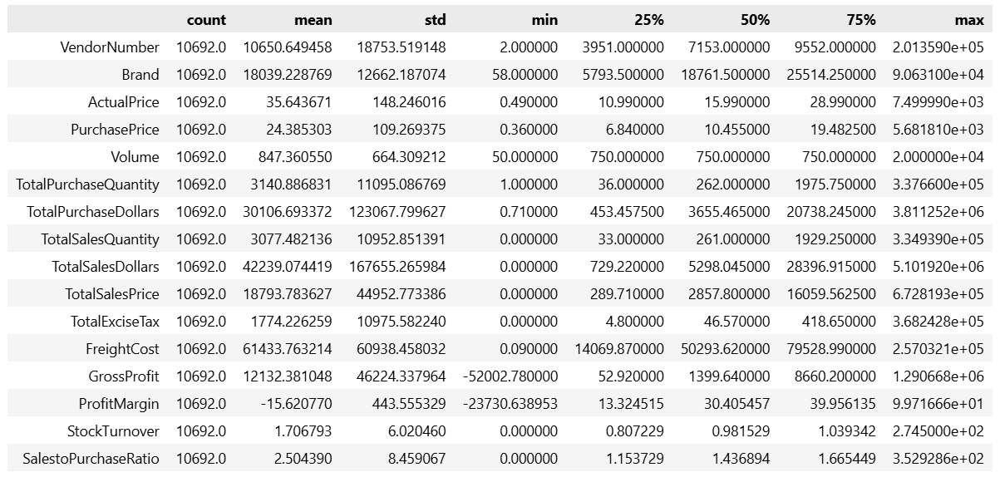 count mean std min 25% 50% 75% max
VendorNumber 10692.0 10650.649458 18753.519148 2.000000 3951.000000 7153.000000 9552.000000 2.013590e+05
Brand 10692.0 18039.228769 12662.187074 58.000000 5793.500000 18761.500000 25514.250000 9.063100e+04
ActualPrice 10692.0 35.643671 148.246016 0.490000 10.990000 15.990000 28.990000 7.499990e+03
PurchasePrice 10692.0 24.385303 109.269375 0.360000 6.840000 10.455000 19.482500 5.681810e+03
Volume 10692.0 847.360550 664.309212 50.000000 750.000000 750.000000 750.000000 2.000000e+04
TotalPurchaseQuantity 10692.0 3140.886831 11095.086769 1.000000 36.000000 262.000000 1975.750000 3.376600e+05
TotalPurchaseDollars 10692.0 30106.693372 123067.799627 0.710000 453.457500 3655.465000 20738.245000 3.811252e+06
TotalSalesQuantity 10692.0 3077.482136 10952.851391 0.000000 33.000000 261.000000 1929.250000 3.349390e+05
TotalSalesDollars 10692.0 42239.074419 167655.265984 0.000000 729.220000 5298.045000 28396.915000 5.101920e+06
TotalSalesPrice 10692.0 18793.783627 44952.773386 0.000000 289.710000 2857.800000 16059.562500 6.728193e+05
TotalExciseTax 10692.0 1774.226259 10975.582240 0.000000 4.800000 46.570000 418.650000 3.682428e+05
FreightCost 10692.0 61433.763214 60938.458032 0.090000 14069.870000 50293.620000 79528.990000 2.570321e+05
GrossProfit 10692.0 12132.381048 46224.337964 -52002.780000 52.920000 1399.640000 8660.200000 1.290668e+06
ProfitMargin 10692.0 -15.620770 443.555329 -23730.638953 13.324515 30.405457 39.956135 9.971666e+01
StockTurnover 10692.0 1.706793 6.020460 0.000000 0.807229 0.981529 1.039342 2.745000e+02
SalestoPurchaseRatio 10692.0 2.504390 8.459067 0.000000 1.153729 1.436894 1.665449 3.529286e+02